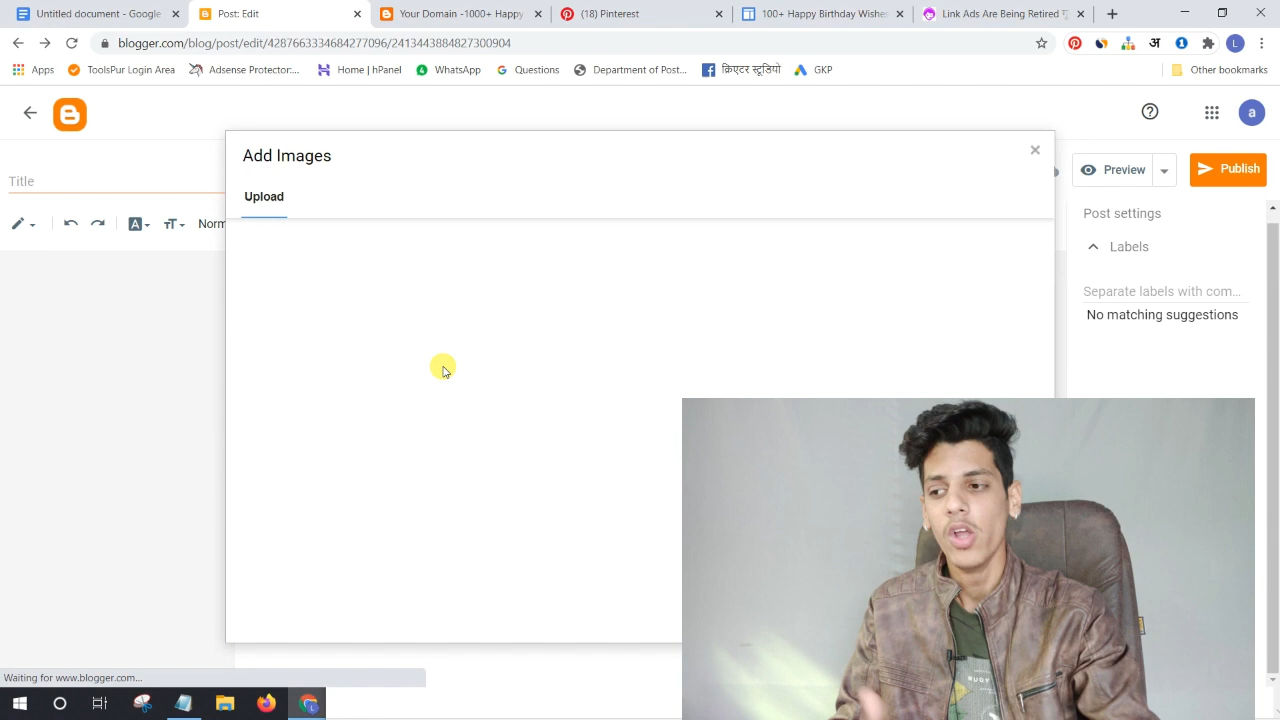 Untitled document - Google
Post: Edit
Your Domain -1000+ Happy
(18) Pinterest
100+ Happy Birthday Wishes
Link Ads Are Being Retired
blogger.com/blog/post/edit/4287663334684277096/2413443884827300904
L
Apps
ToolsPur Login Area
Adsense Protector:...
Home | hPanel
WhatsApp
Questions
Department of Post...
क्रिएटर स्टूडियो
GKP
Other bookmarks
a
Add Images
Title
Preview
Publish
Upload
Post settings
Norm
Labels
Separate labels with com...
No matching suggestions
RUDY
Waiting for www.blogger.com...